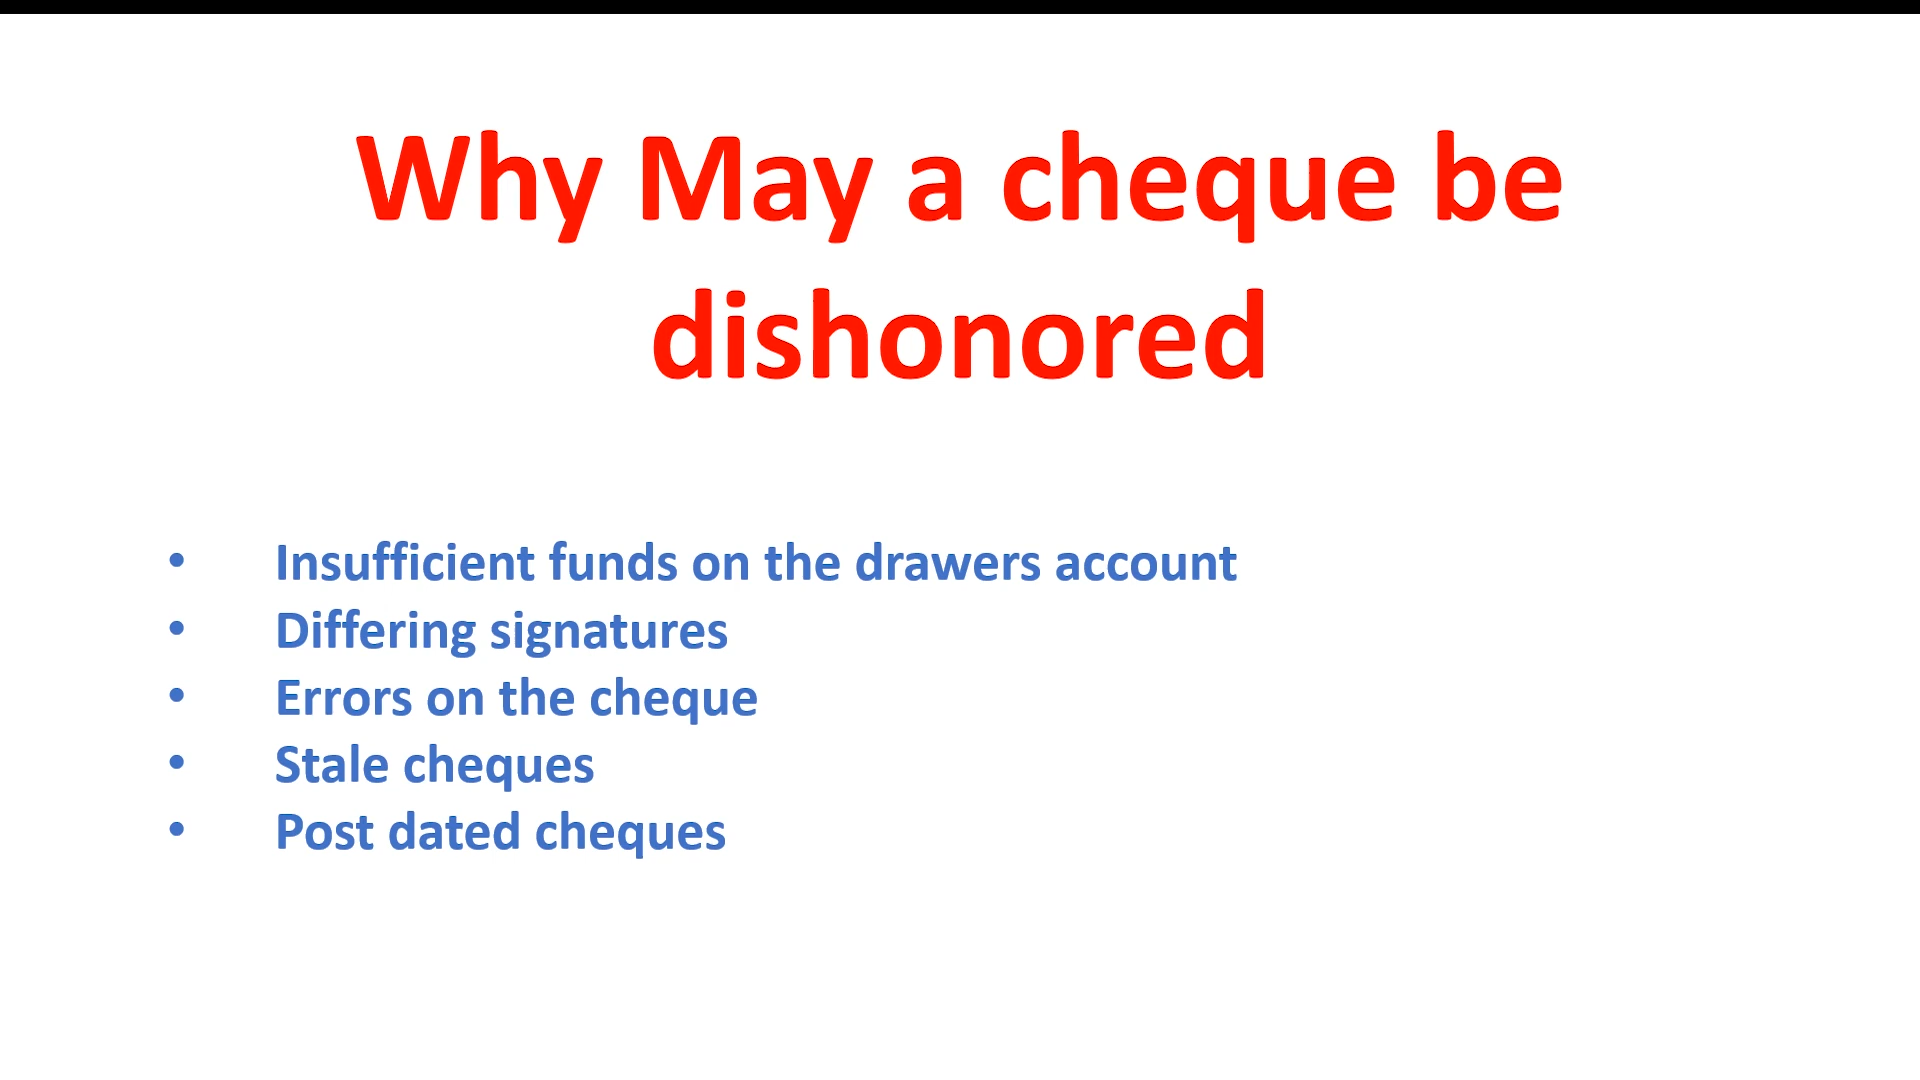 Why May a cheque be
dishonored
• Insufficient funds on the drawers account
• Differing signatures
• Errors on the cheque
• Stale cheques
• Post dated cheques